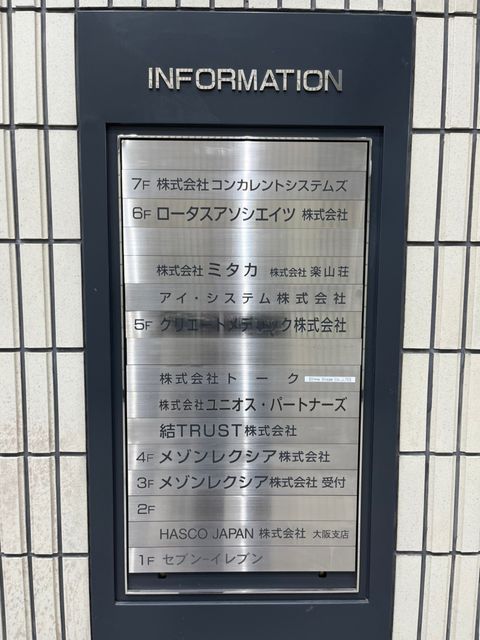 INFORMATION
7F 株式会社コンカレントシステムズ
6F ロータスアソシエイツ 株式会社
株式会社 ミタカ 株式会社 楽山荘
アイ・システム株式会社
5F クリエートメディック株式会社
株式会社 トーク
株式会社ユニオス・パートナーズ
結TRUST株式会社
4F メゾンレクシア株式会社
3F メゾンレクシア株式会社 受付
2F
HASCO JAPAN 株式会社 大阪支店
1F セブン-イレブン